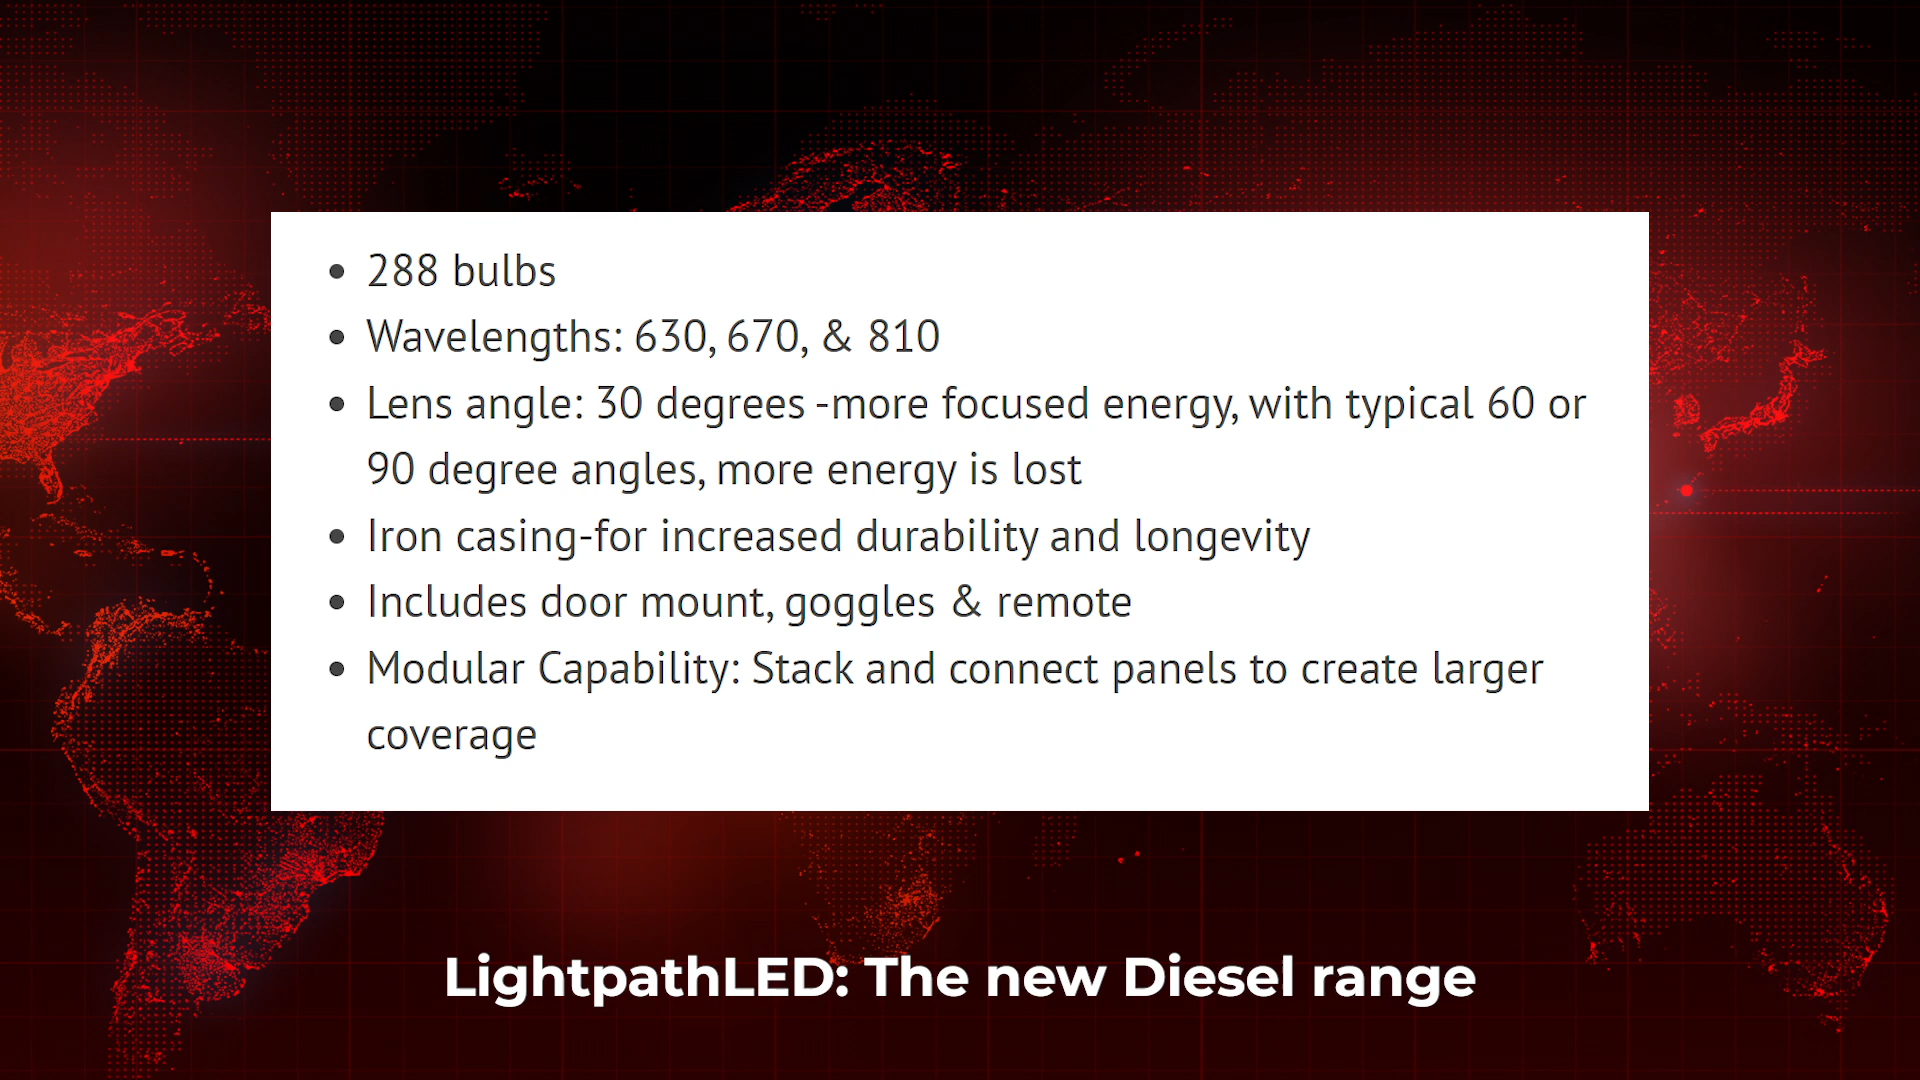 • 288 bulbs
• Wavelengths: 630, 670, & 810
• Lens angle: 30 degrees -more focused energy, with typical 60 or
90 degree angles, more energy is lost
• Iron casing-for increased durability and longevity
• Includes door mount, goggles & remote
• Modular Capability: Stack and connect panels to create larger
coverage
LightpathLED: The new Diesel range